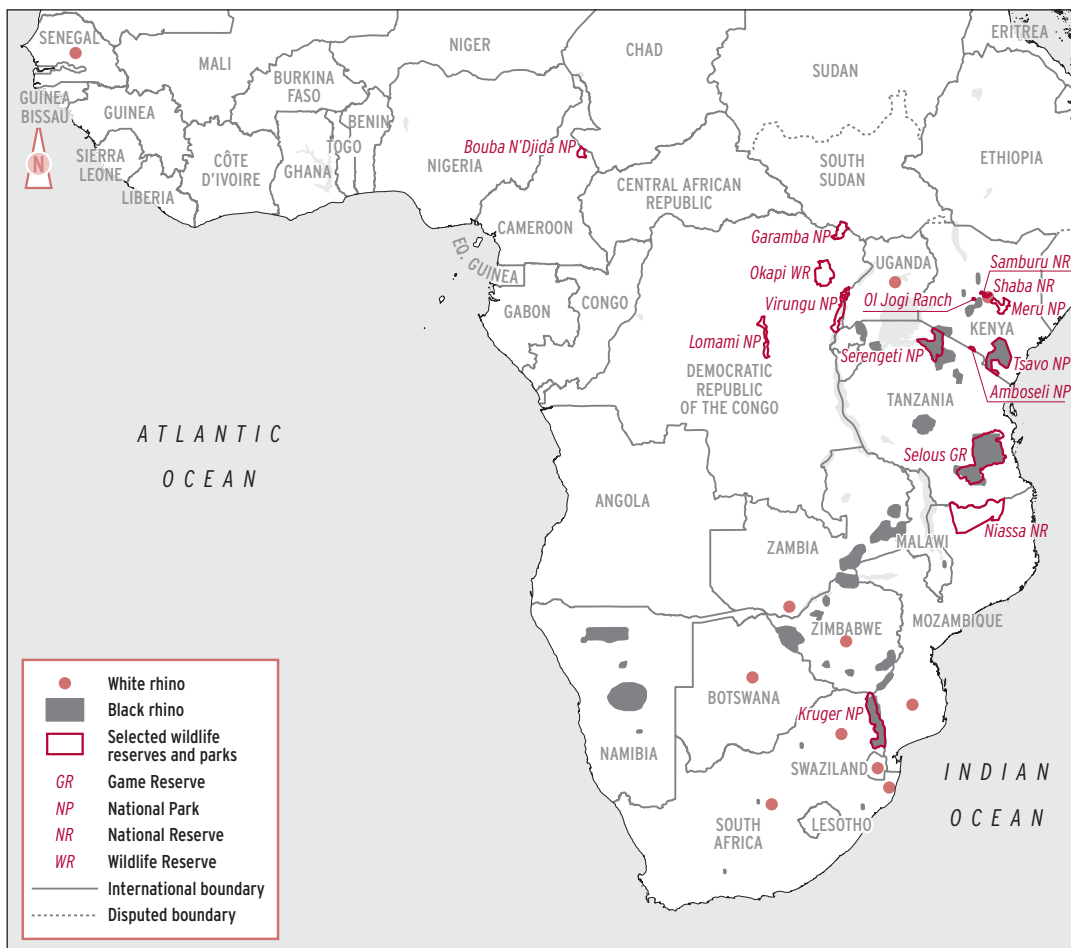 SENEGAL
MALI
NIGER
CHAD
SUDAN
ERITREA
GUINEA
BISSAU
GUINEA
BURKINA
FASO
BENIN
TOGO
GHANA
CÔTE
D'IVOIRE
SIERRA
LEONE
LIBERIA
N
NIGERIA
Bouba N'Djida NP
CAMEROON
CENTRAL AFRICAN
REPUBLIC
SOUTH
SUDAN
ETHIOPIA
EQ. GUINEA
GABON
CONGO
Garamba NP
Okapi WR
Virungu NP
Lomami NP
UGANDA
Samburu NR
Shaba NR
Ol Jogi Ranch
Meru NP
KENYA
Serengeti NP
Tsavo NP
Amboseli NP
DEMOCRATIC
REPUBLIC
OF THE CONGO
TANZANIA
Selous GR
Niassa NR
ATLANTIC
OCEAN
ANGOLA
ZAMBIA
MALAWI
MOZAMBIQUE
ZIMBABWE
BOTSWANA
NAMIBIA
Kruger NP
SWAZILAND
SOUTH
AFRICA
LESOTHO
INDIAN
OCEAN
White rhino
Black rhino
Selected wildlife
reserves and parks
GR Game Reserve
NP National Park
NR National Reserve
WR Wildlife Reserve
International boundary
Disputed boundary